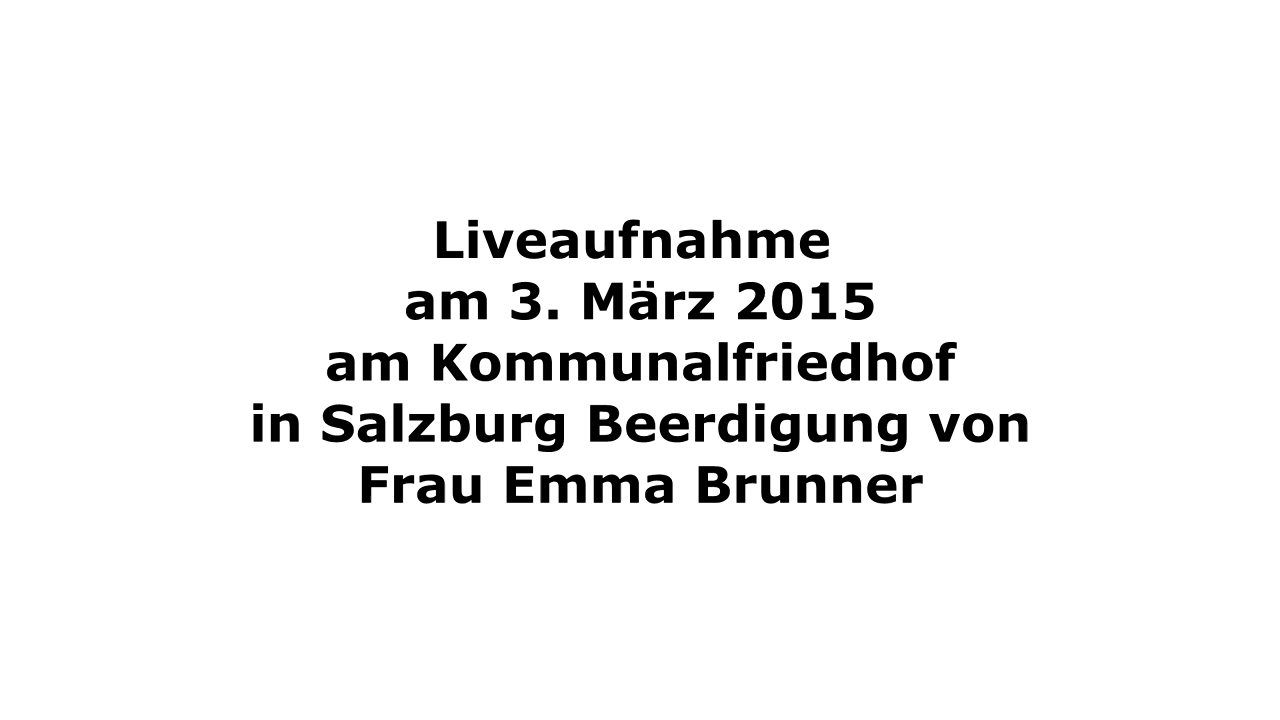 Liveaufnahme
am 3. März 2015
am Kommunalfriedhof
in Salzburg Beerdigung von
Frau Emma Brunner